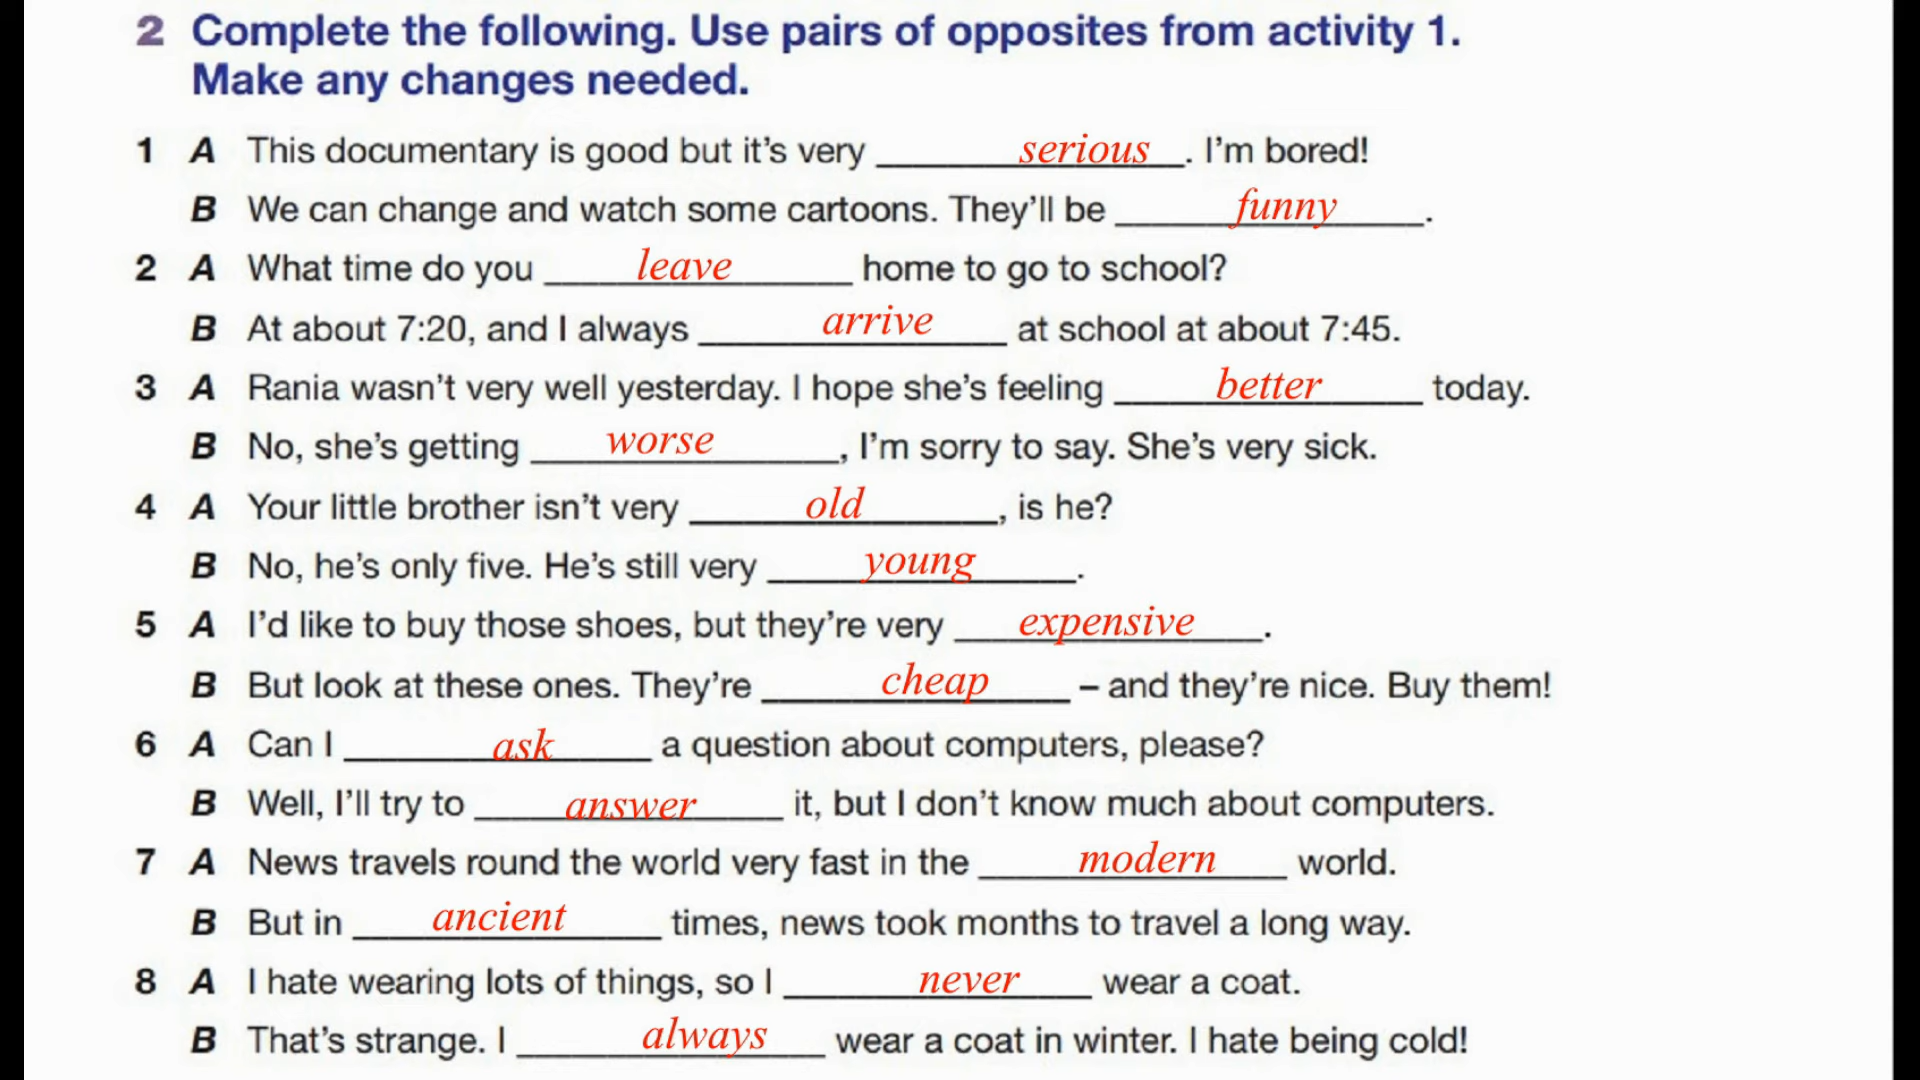 2 Complete the following. Use pairs of opposites from activity 1.
Make any changes needed.
1 A This documentary is good but it's very serious. I'm bored!
B We can change and watch some cartoons. They'll be funny.
2 A What time do you leave home to go to school?
B At about 7:20, and I always arrive at school at about 7:45.
3 A Rania wasn't very well yesterday. I hope she's feeling better today.
B No, she's getting worse, I'm sorry to say. She's very sick.
4 A Your little brother isn't very old, is he?
B No, he's only five. He's still very young.
5 A I'd like to buy those shoes, but they're very expensive.
B But look at these ones. They're cheap – and they're nice. Buy them!
6 A Can I ask a question about computers, please?
B Well, I'll try to answer it, but I don't know much about computers.
7 A News travels round the world very fast in the modern world.
B But in ancient times, news took months to travel a long way.
8 A I hate wearing lots of things, so I never wear a coat.
B That's strange. I always wear a coat in winter. I hate being cold!